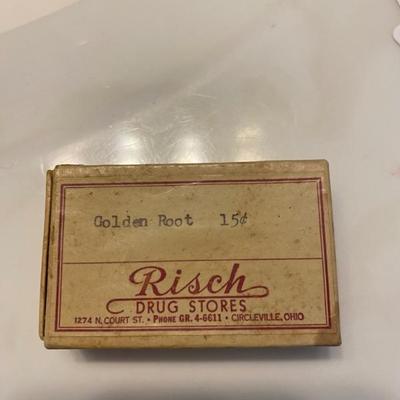 Golden Root 15¢
Risch
DRUG STORES
1274 N. COURT ST. • PHONE GR. 4-6611 • CIRCLEVILLE, OHIO